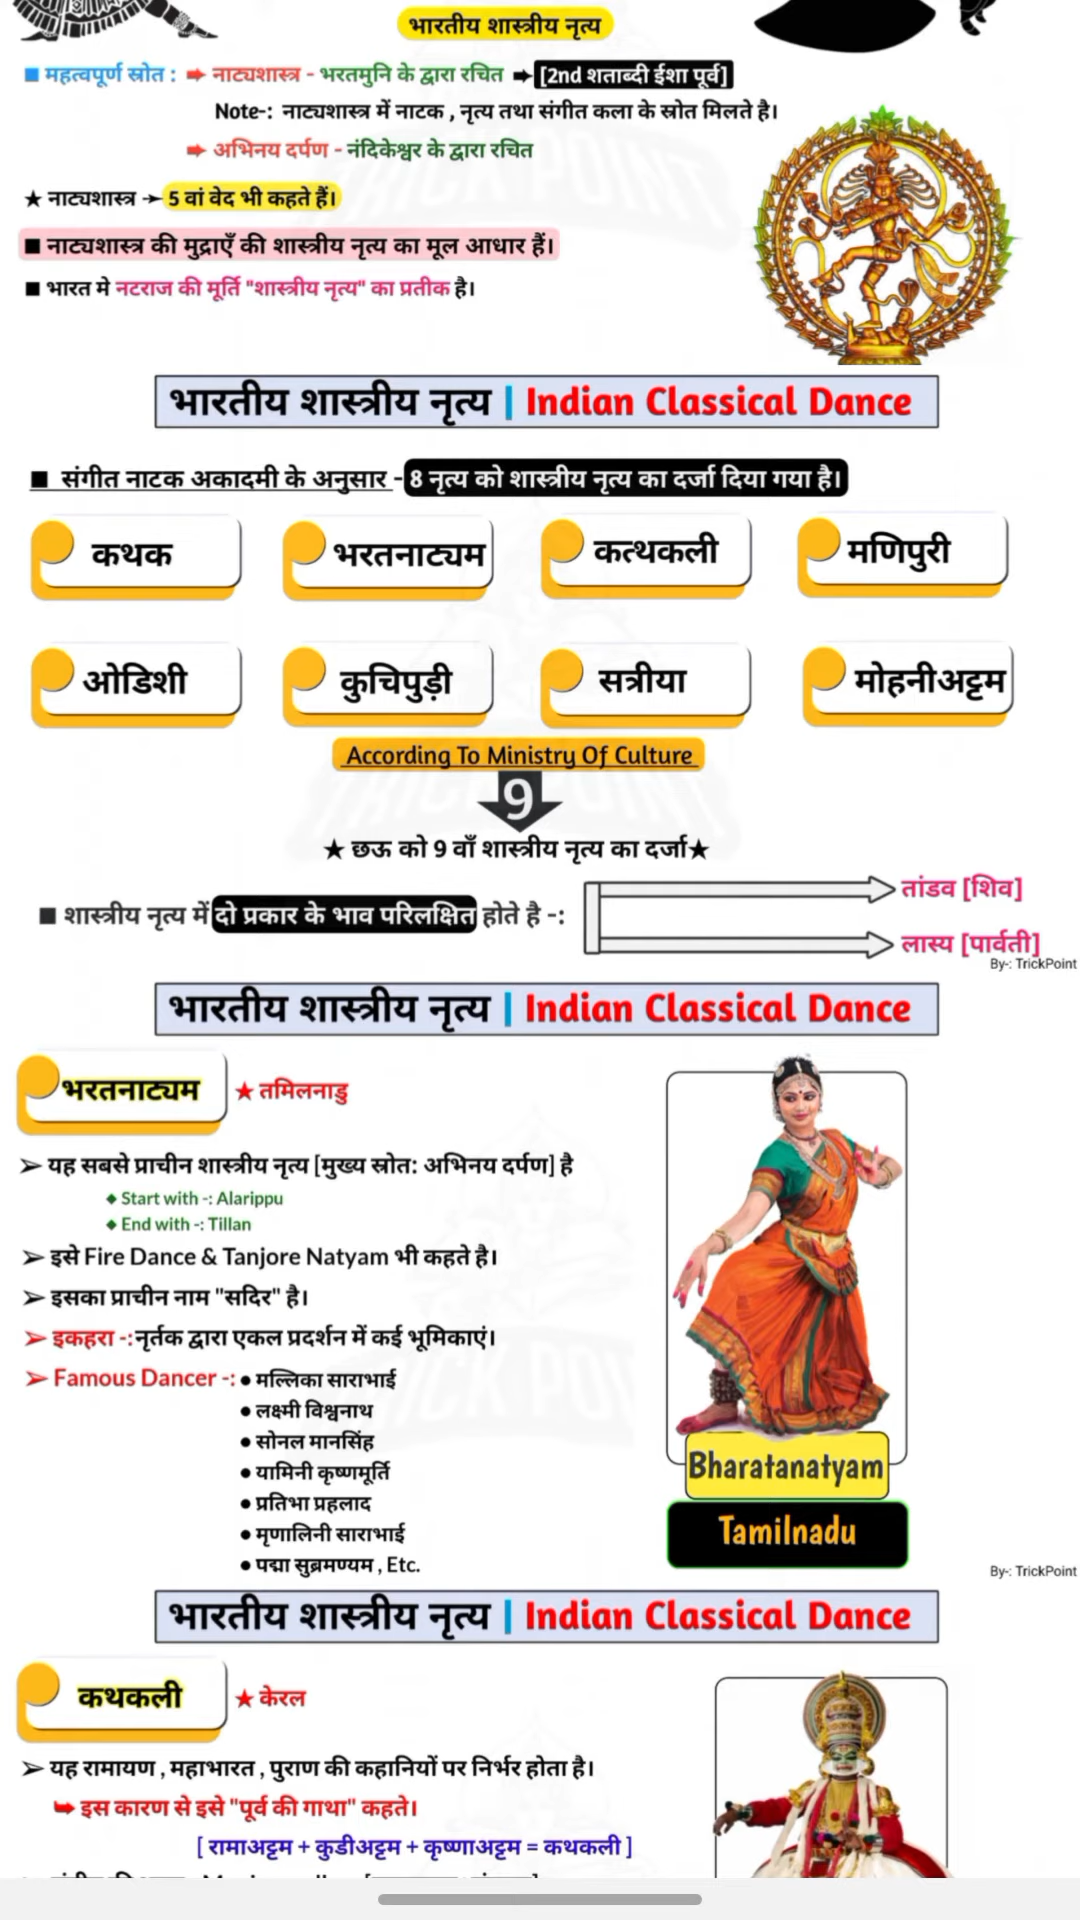 भारतीय शास्त्रीय नृत्य
■ महत्वपूर्ण स्रोत : ➡ नाट्यशास्त्र - भरतमुनि के द्वारा रचित ➡ [2nd शताब्दी ईशा पूर्व]
Note-: नाट्यशास्त्र में नाटक , नृत्य तथा संगीत कला के स्रोत मिलते है।
➡ अभिनय दर्पण - नंदिकेश्वर के द्वारा रचित
★ नाट्यशास्त्र → 5 वां वेद भी कहते हैं।
■ नाट्यशास्त्र की मुद्राएँ की शास्त्रीय नृत्य का मूल आधार हैं।
■ भारत मे नटराज की मूर्ति "शास्त्रीय नृत्य" का प्रतीक है।
भारतीय शास्त्रीय नृत्य | Indian Classical Dance
■ संगीत नाटक अकादमी के अनुसार - 8 नृत्य को शास्त्रीय नृत्य का दर्जा दिया गया है।
कथक भरतनाट्यम कत्थकली मणिपुरी
ओडिशी कुचिपुड़ी सत्रीया मोहनीअट्टम
According To Ministry Of Culture
9
★ छऊ को 9 वाँ शास्त्रीय नृत्य का दर्जा★
तांडव [शिव]
■ शास्त्रीय नृत्य में दो प्रकार के भाव परिलक्षित होते है -:
लास्य [पार्वती]
By-: TrickPoint
भारतीय शास्त्रीय नृत्य | Indian Classical Dance
भरतनाट्यम ★ तमिलनाडु
➢ यह सबसे प्राचीन शास्त्रीय नृत्य [मुख्य स्रोत: अभिनय दर्पण] है
◆ Start with -: Alarippu
◆ End with -: Tillan
➢ इसे Fire Dance & Tanjore Natyam भी कहते है।
➢ इसका प्राचीन नाम "सदिर" है।
➢ इकहरा -:नृर्तक द्वारा एकल प्रदर्शन में कई भूमिकाएं।
➢ Famous Dancer -: ● मल्लिका साराभाई
● लक्ष्मी विश्वनाथ
● सोनल मानसिंह
● यामिनी कृष्णमूर्ति
● प्रतिभा प्रहलाद
● मृणालिनी साराभाई
● पद्मा सुब्रमण्यम , Etc.
Bharatanatyam
Tamilnadu
By-: TrickPoint
भारतीय शास्त्रीय नृत्य | Indian Classical Dance
कथकली ★ केरल
➢ यह रामायण , महाभारत , पुराण की कहानियों पर निर्भर होता है।
➥ इस कारण से इसे "पूर्व की गाथा" कहते।
[ रामाअट्टम + कुडीअट्टम + कृष्णाअट्टम = कथकली ]